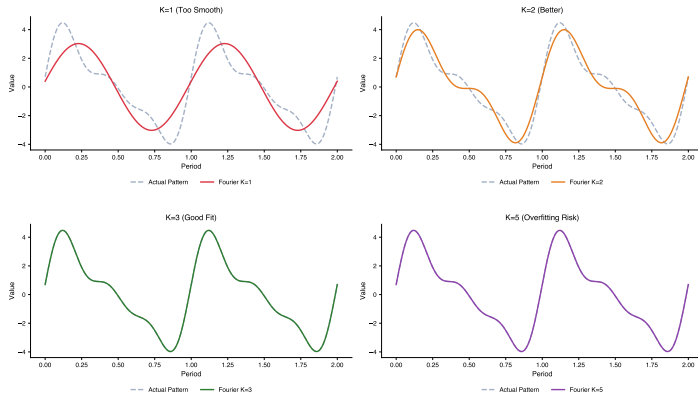 K=1 (Too Smooth)
Value
4
2
0
−2
−4
0.00 0.25 0.50 0.75 1.00 1.25 1.50 1.75 2.00
Period
Actual Pattern Fourier K=1
K=2 (Better)
Value
4
2
0
−2
−4
0.00 0.25 0.50 0.75 1.00 1.25 1.50 1.75 2.00
Period
Actual Pattern Fourier K=2
K=3 (Good Fit)
Value
4
2
0
−2
−4
0.00 0.25 0.50 0.75 1.00 1.25 1.50 1.75 2.00
Period
Actual Pattern Fourier K=3
K=5 (Overfitting Risk)
Value
4
2
0
−2
−4
0.00 0.25 0.50 0.75 1.00 1.25 1.50 1.75 2.00
Period
Actual Pattern Fourier K=5